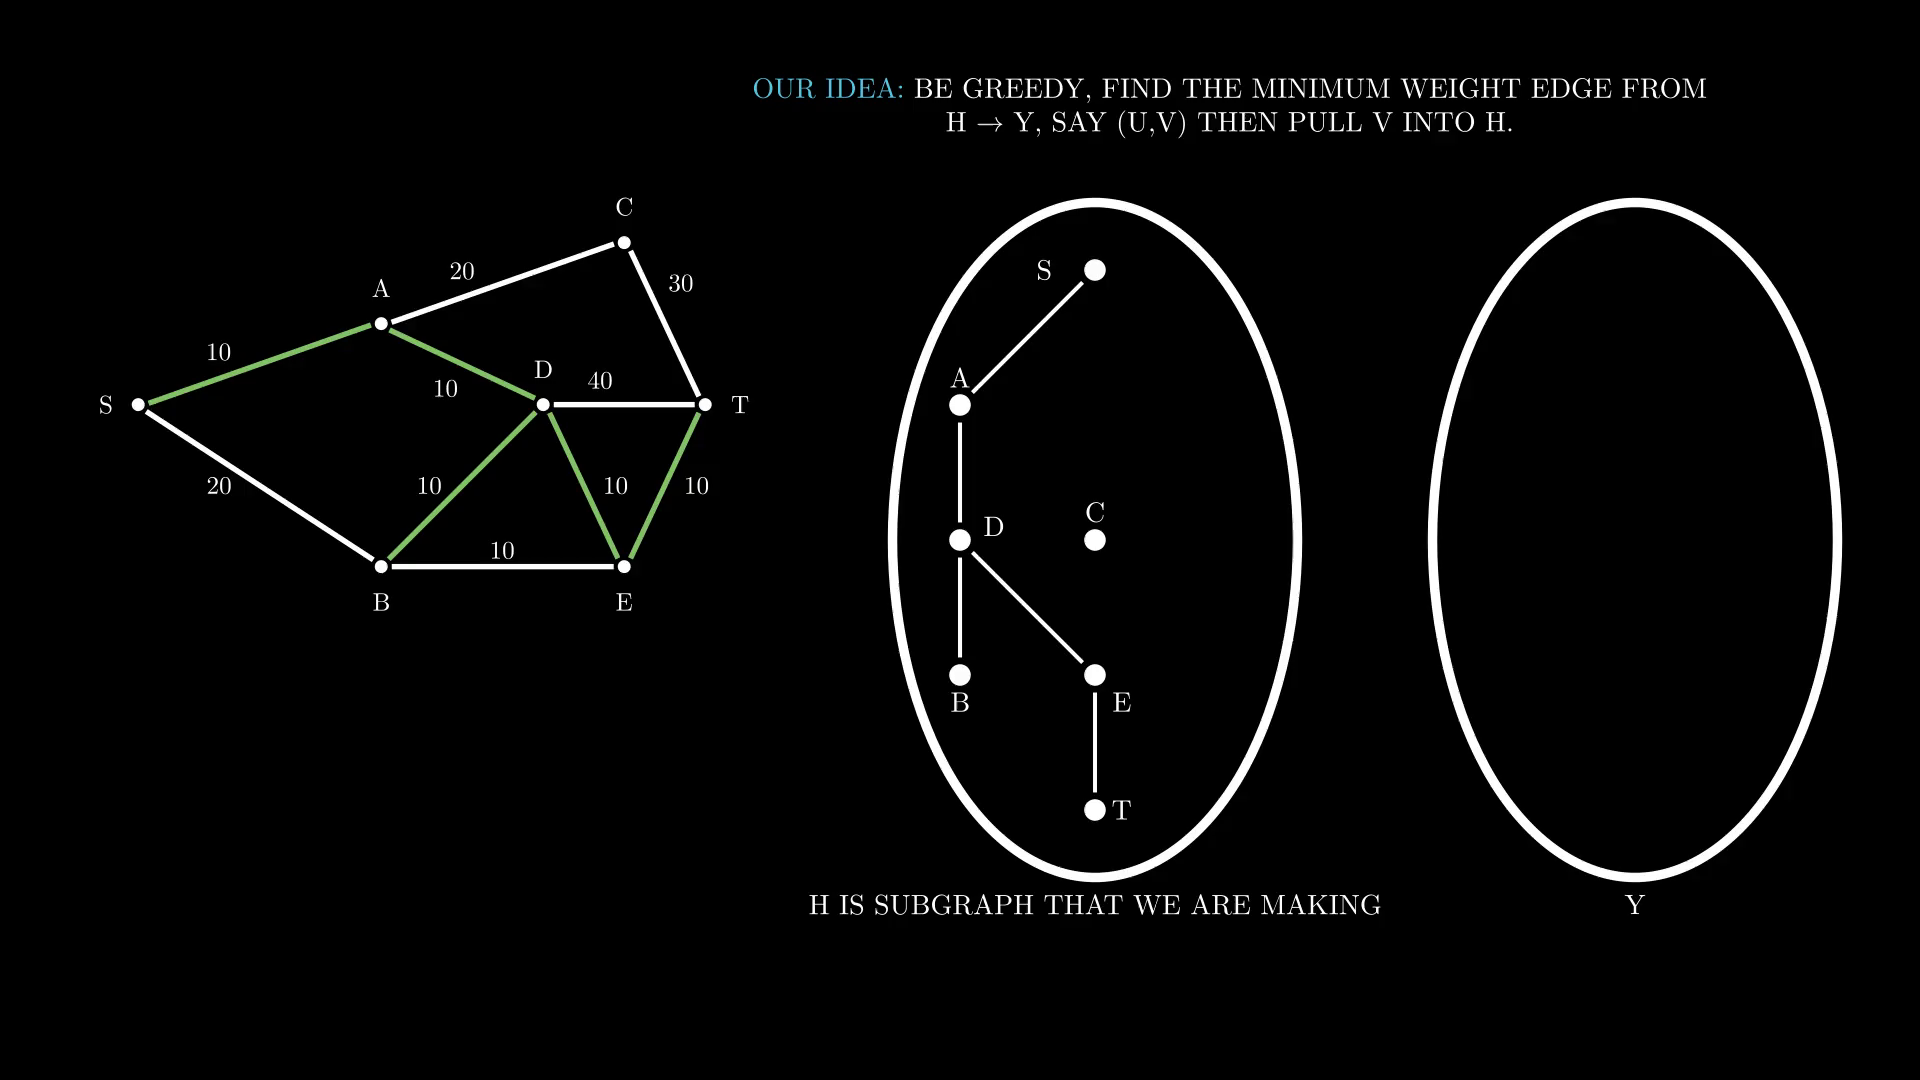 OUR IDEA: BE GREEDY, FIND THE MINIMUM WEIGHT EDGE FROM
H → Y, SAY (U,V) THEN PULL V INTO H.
C
20
30
A
10
10
D
40
S
T
20
10
10
10
10
B
E
S
A
D
C
B
E
T
H IS SUBGRAPH THAT WE ARE MAKING
Y